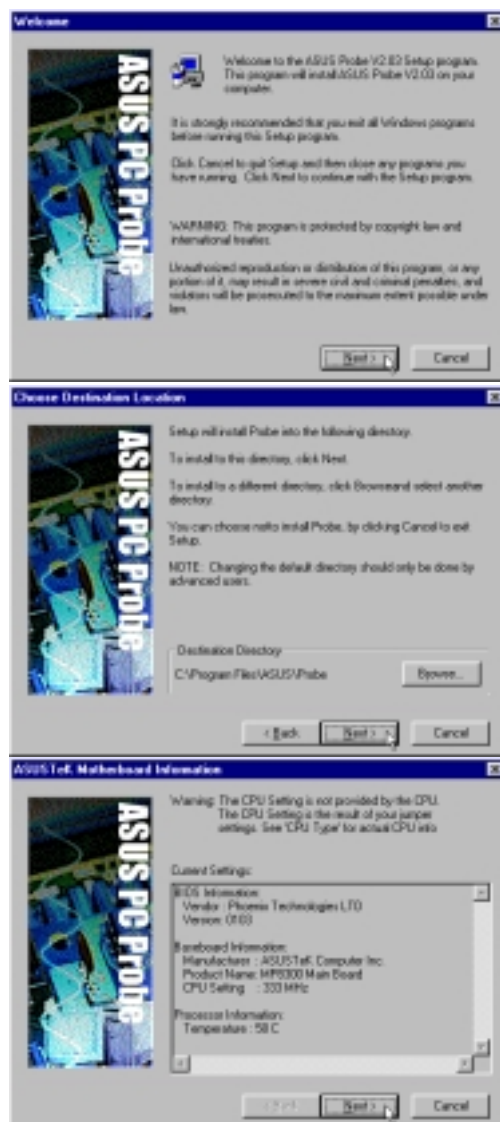 Welcome
ASUS PC Probe
Welcome to the ASUS Probe V2.03 Setup program.
This program will install ASUS Probe V2.03 on your
computer.
It is strongly recommended that you exit all Windows programs
before running this Setup program.
Click Cancel to quit Setup and then close any programs you
have running. Click Next to continue with the Setup program.
WARNING: This program is protected by copyright law and
international treaties.
Unauthorized reproduction or distribution of this program, or any
portion of it, may result in severe civil and criminal penalties, and
violators will be prosecuted to the maximum extent possible under
law.
Next >
Cancel
Choose Destination Location
ASUS PC Probe
Setup will install Probe into the following directory.
To install to this directory, click Next.
To install to a different directory, click Browseand select another
directory.
You can choose notto install Probe, by clicking Cancel to exit
Setup.
NOTE: Changing the default directory should only be done by
advanced users.
Destination Directory
C:\Program Files\ASUS\Probe
Browse...
< Back
Next >
Cancel
ASUSTeK Motherboard Information
ASUS PC Probe
Warning: The CPU Setting is not provided by the CPU.
The CPU Setting is the result of your jumper
settings. See 'CPU Type' for actual CPU info
Current Settings:
BIOS Information:
Vendor : Phoenix Technologies LTD
Version: 0103
Baseboard Information:
Manufacturer : ASUSTeK Computer Inc.
Product Name: Main Board
CPU Setting : 333 MHz
Processor Information:
Temperature : 58 C
< Back
Next >
Cancel